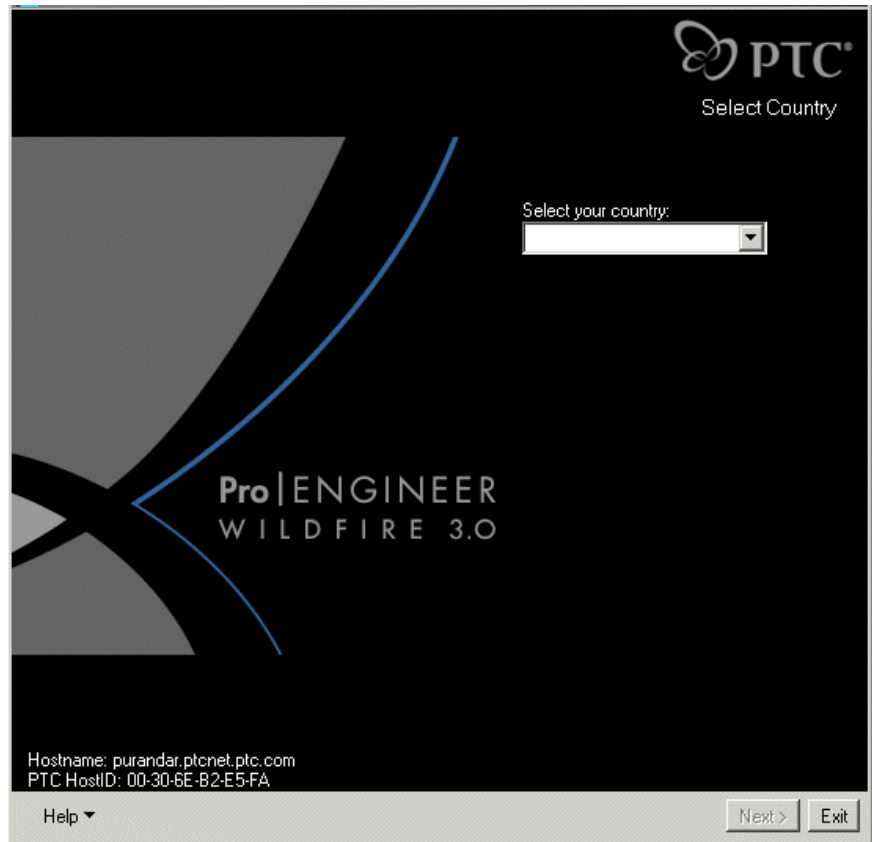 PTC®
Select Country
Select your country:
Pro|ENGINEER
WILDFIRE 3.0
Hostname: purandar.ptcnet.ptc.com
PTC HostID: 00-30-6E-B2-E5-FA
Help
Next >
Exit